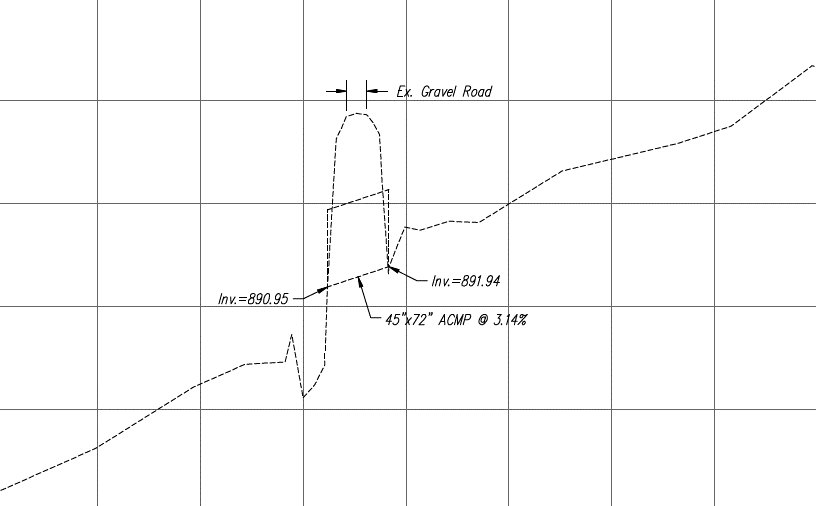 Ex. Gravel Road
Inv.=891.94
Inv.=890.95
45"x72" ACMP @ 3.14%